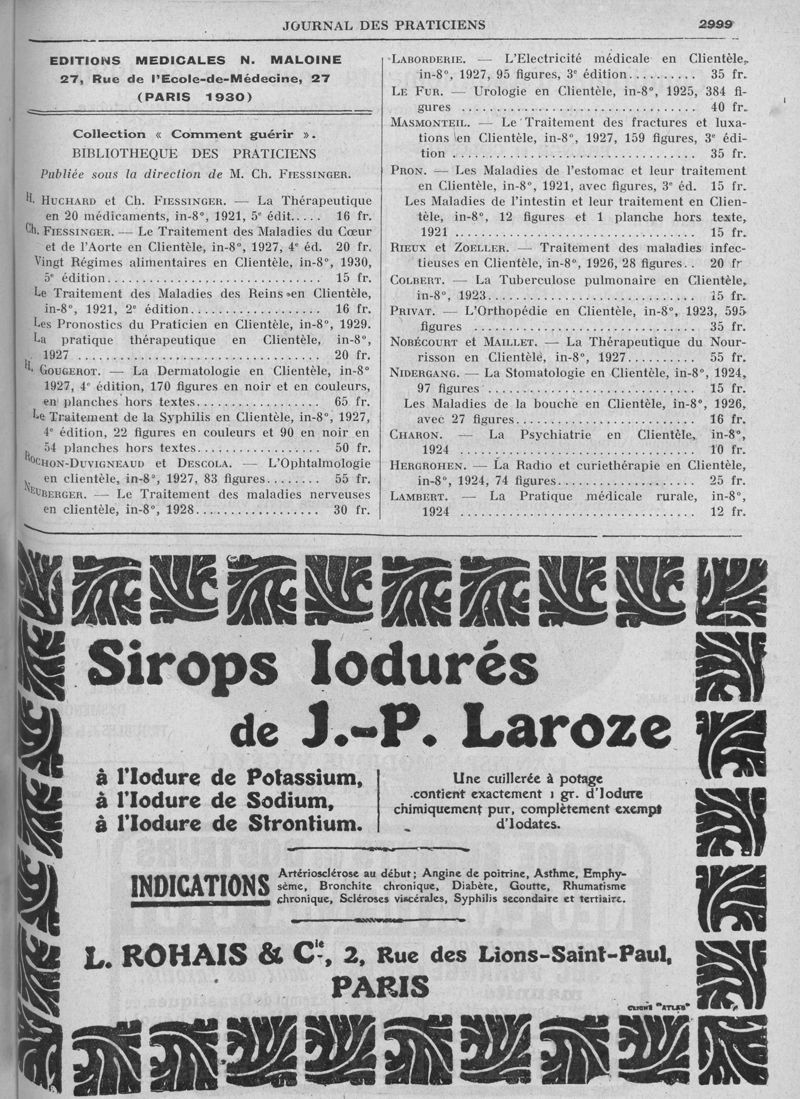 JOURNAL DES PRATICIENS 2999
EDITIONS MEDICALES N. MALOINE
27, Rue de l'Ecole-de-Médecine, 27
(PARIS 1930)
Collection « Comment guérir ».
BIBLIOTHEQUE DES PRATICIENS
Publiée sous la direction de M. Ch. FIESSINGER.
H. HUCHARD et Ch. FIESSINGER. — La Thérapeutique
en 20 médicaments, in-8°, 1921, 5e édit..... 16 fr.
Ch. FIESSINGER. — Le Traitement des Maladies du Cœur
et de l'Aorte en Clientèle, in-8°, 1927, 4e éd. 20 fr.
Vingt Régimes alimentaires en Clientèle, in-8°, 1930,
5e édition.............................. 15 fr.
Le Traitement des Maladies des Reins en Clientèle,
in-8°, 1921, 2e édition................... 16 fr.
Les Pronostics du Praticien en Clientèle, in-8°, 1929.
La pratique thérapeutique en Clientèle, in-8°,
1927 ................................... 20 fr.
H. GOUGEROT. — La Dermatologie en Clientèle, in-8°
1927, 4e édition, 170 figures en noir et en couleurs,
en planches hors textes.................. 65 fr.
Le Traitement de la Syphilis en Clientèle, in-8°, 1927,
4e édition, 22 figures en couleurs et 90 en noir en
54 planches hors textes.................. 50 fr.
ROCHON-DUVIGNEAUD et DESCOLA. — L'Ophtalmologie
en clientèle, in-8°, 1927, 83 figures........ 55 fr.
NEUBERGER. — Le Traitement des maladies nerveuses
en clientèle, in-8°, 1928................... 30 fr.
LABORDERIE. — L'Electricité médicale en Clientèle,
in-8°, 1927, 95 figures, 3e édition.......... 35 fr.
LE FUR. — Urologie en Clientèle, in-8°, 1925, 384 fi-
gures ................................... 40 fr.
MASMONTEIL. — Le Traitement des fractures et luxa-
tions en Clientèle, in-8°, 1927, 159 figures, 3e édi-
tion .................................... 35 fr.
PRON. — Les Maladies de l'estomac et leur traitement
en Clientèle, in-8°, 1921, avec figures, 3e éd. 15 fr.
Les Maladies de l'intestin et leur traitement en Clien-
tèle, in-8°, 12 figures et 1 planche hors texte,
1921 .................................... 15 fr.
RIEUX et ZOELLER. — Traitement des maladies infec-
tieuses en Clientèle, in-8°, 1926, 28 figures.. 20 fr
COLBERT. — La Tuberculose pulmonaire en Clientèle,
in-8°, 1923.............................. 15 fr.
PRIVAT. — L'Orthopédie en Clientèle, in-8°, 1923, 595
figures ................................. 35 fr.
NOBÉCOURT et MAILLET. — La Thérapeutique du Nour-
risson en Clientèle, in-8°, 1927.......... 55 fr.
NIDERGANG. — La Stomatologie en Clientèle, in-8°, 1924,
97 figures ............................... 15 fr.
Les Maladies de la bouche en Clientèle, in-8°, 1926,
avec 27 figures........................... 16 fr.
CHARON. — La Psychiatrie en Clientèle, in-8°,
1924 .................................... 10 fr.
HERGROHEN. — La Radio et curiethérapie en Clientèle,
in-8°, 1924, 74 figures..................... 25 fr.
LAMBERT. — La Pratique médicale rurale, in-8°,
1924 .................................... 12 fr.
Sirops Iodurés
de J.-P. Laroze
à l'Iodure de Potassium,
à l'Iodure de Sodium,
à l'Iodure de Strontium.
Une cuillerée à potage
contient exactement 1 gr. d'Iodure
chimiquement pur, complètement exempt
d'Iodates.
INDICATIONS
Artériosclérose au début; Angine de poitrine, Asthme, Emphy-
sème, Bronchite chronique, Diabète, Goutte, Rhumatisme
chronique, Scléroses viscérales, Syphilis secondaire et tertiaire.
L. ROHAIS & Cie, 2, Rue des Lions-Saint-Paul,
PARIS
CLICHÉ "ATLAS"